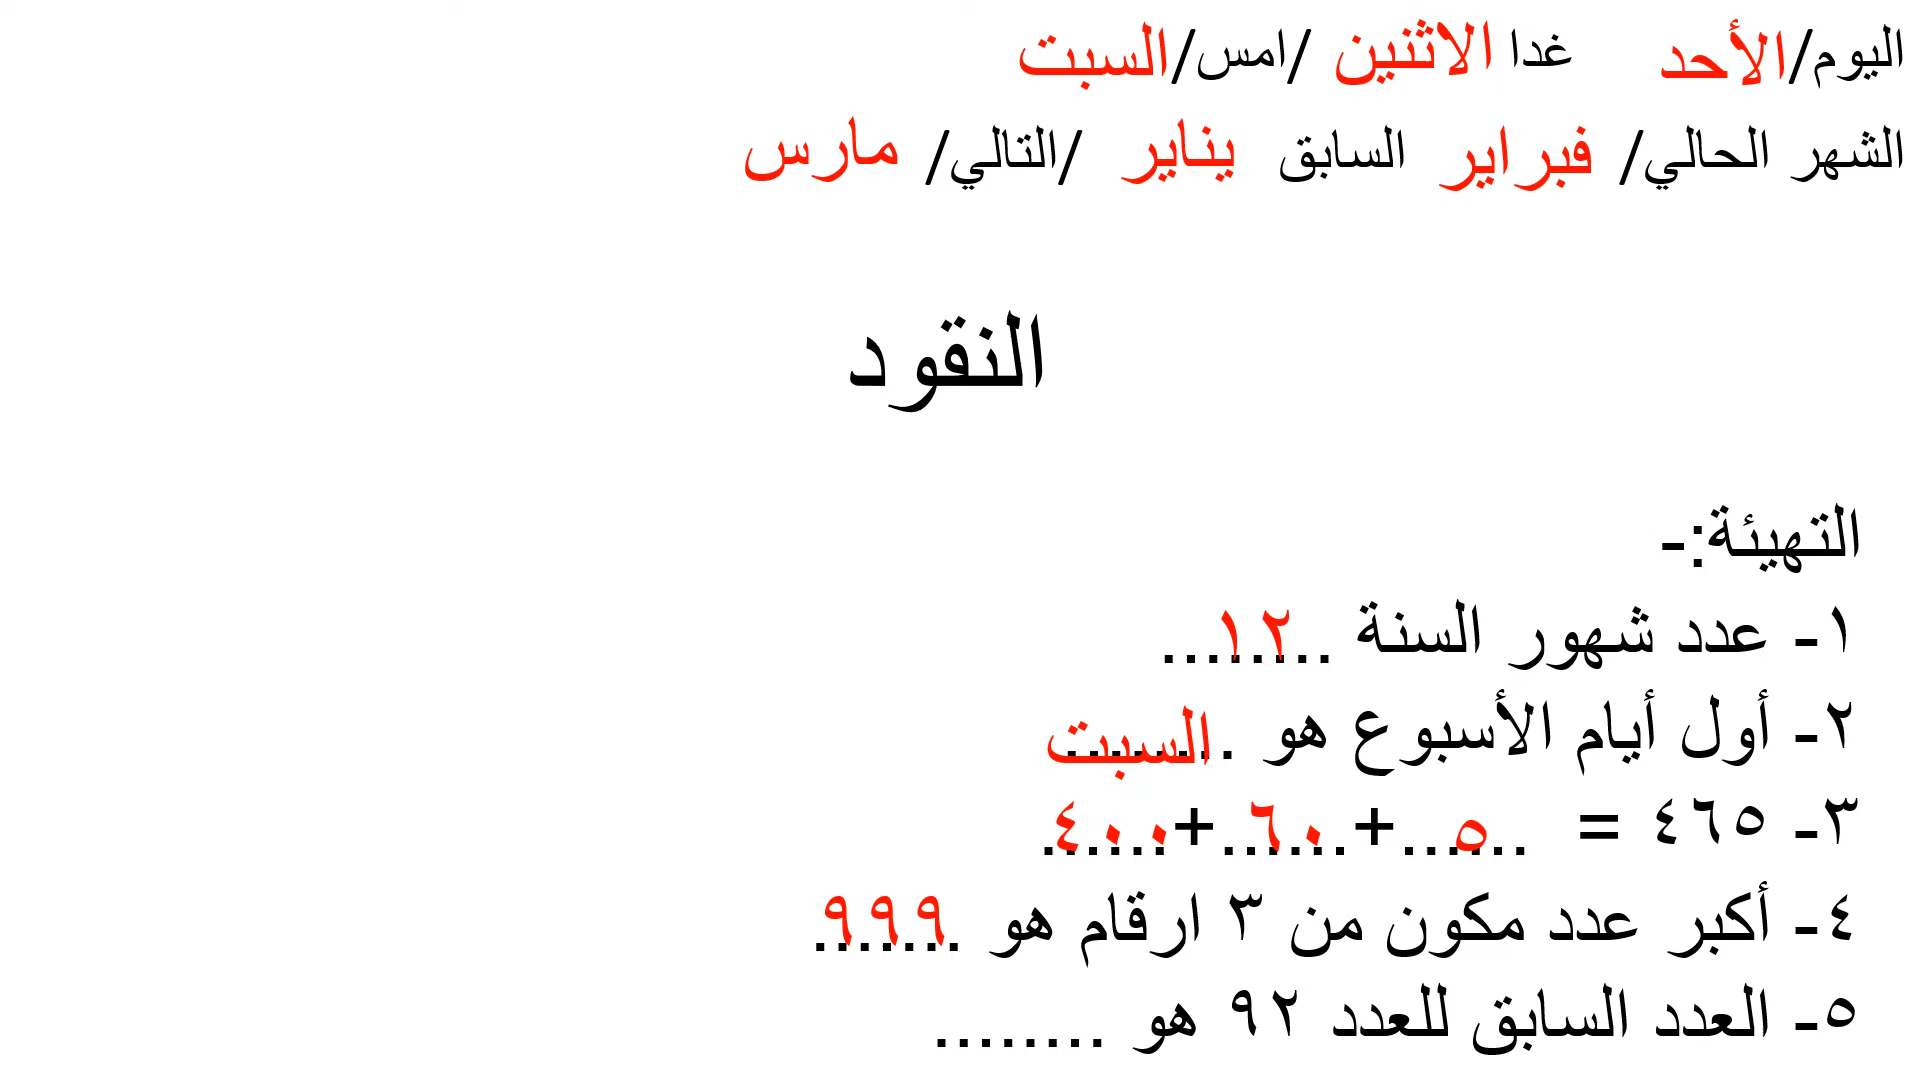 اليوم/الأحد غدا الاثنين /امس/السبت
الشهر الحالي/ فبراير السابق يناير /التالي/ مارس
النقود
التهيئة:-
١- عدد شهور السنة ..١٢......
٢- أول أيام الأسبوع هو .السبت.......
٣- ٤٦٥ = ..٥....+..٦٠....+..٤٠٠....
٤- أكبر عدد مكون من ٣ ارقام هو .٩٩٩......
٥- العدد السابق للعدد ٩٢ هو ........